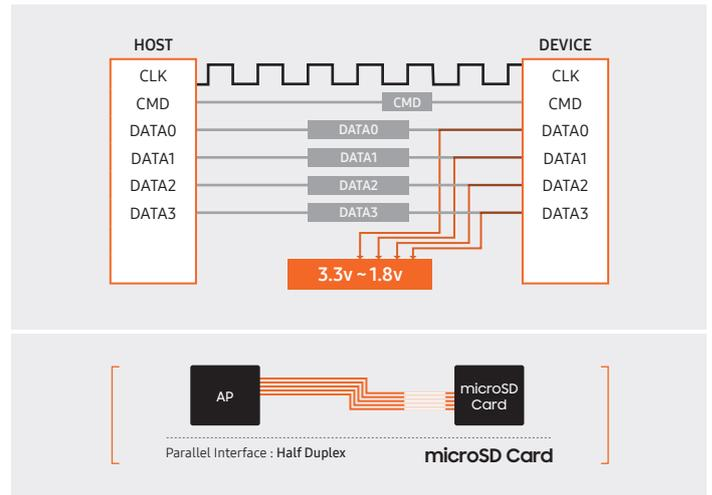 HOST DEVICE
CLK CLK
CMD CMD CMD
DATA0 DATA0 DATA0
DATA1 DATA1 DATA1
DATA2 DATA2 DATA2
DATA3 DATA3 DATA3
3.3v ~ 1.8v
AP
microSD
Card
Parallel Interface : Half Duplex
microSD Card